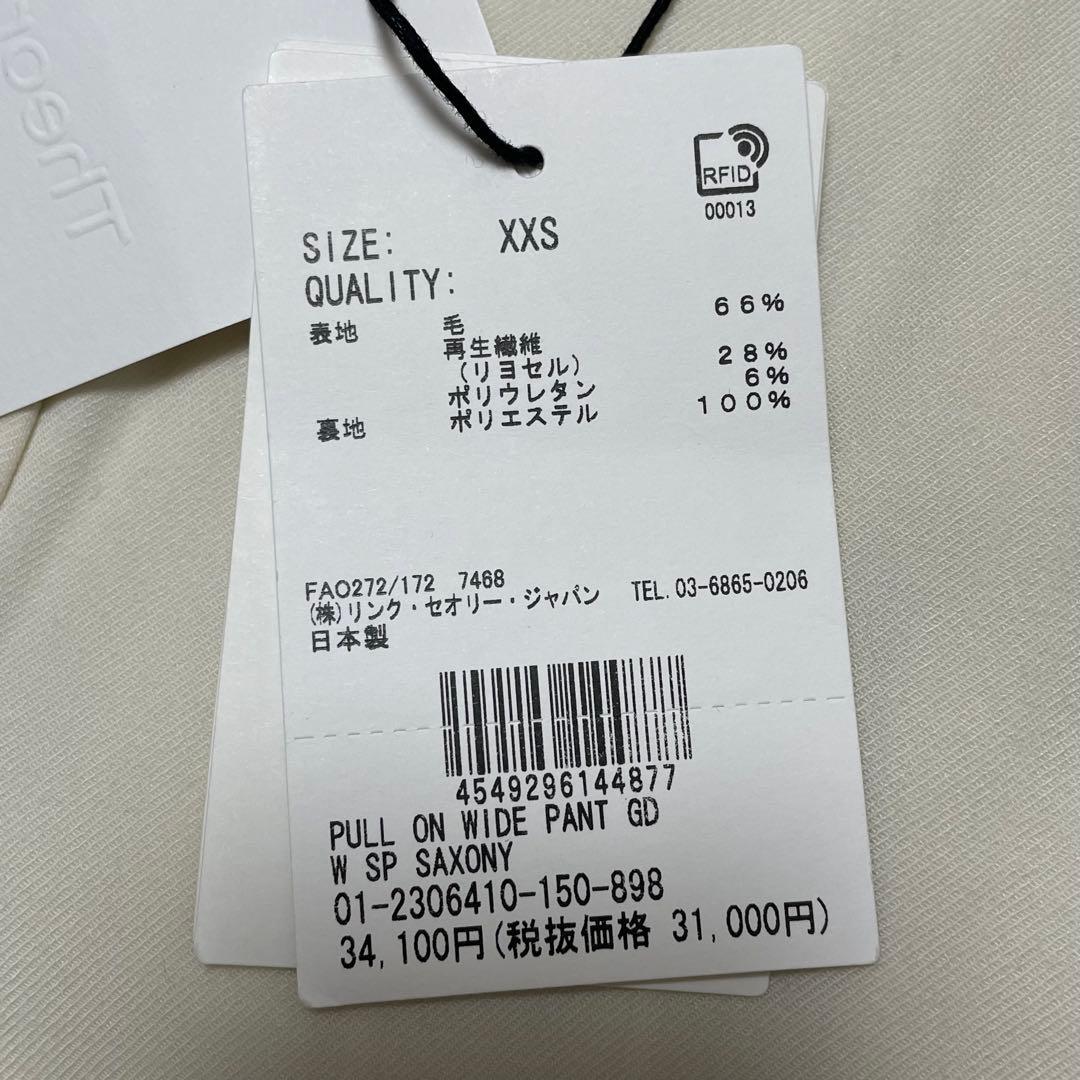 Theor
RFID
00013
SIZE: XXS
QUALITY:
表地 毛 66%
再生繊維
(リヨセル) 28%
ポリウレタン 6%
裏地 ポリエステル 100%
FAO272/172 7468
(株)リンク・セオリー・ジャパン TEL. 03-6865-0206
日本製
4549296144877
PULL ON WIDE PANT GD
W SP SAXONY
01-2306410-150-898
34,100円(税抜価格 31,000円)